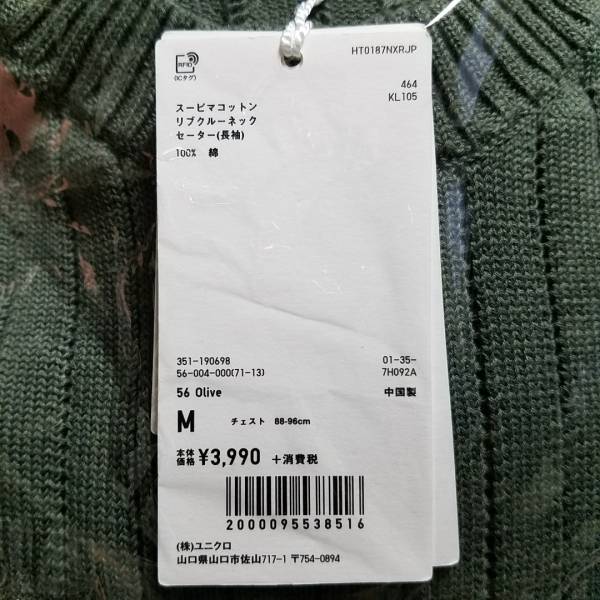 RFID
(ICタグ)
HT0187NXRJP
464
KL105
スーピマコットン
リブクルーネック
セーター(長袖)
100% 綿
351-190698
01-35-
56-004-000(71-13)
7H092A
56 Olive
中国製
M チェスト 88-96cm
本体価格 ¥3,990 +消費税
2000095538516
(株)ユニクロ
山口県山口市佐山717-1 〒754-0894